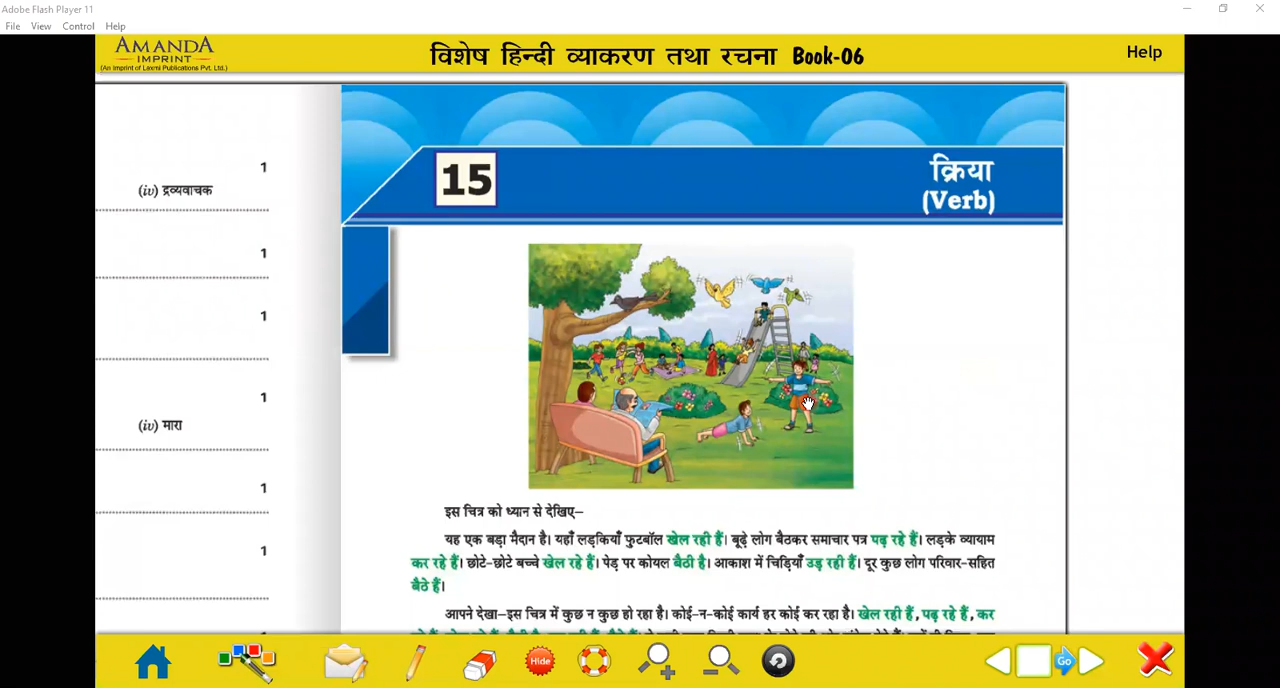 Adobe Flash Player 11
File View Control Help
AMANDA
IMPRINT
(An Imprint of Laxmi Publications Pvt. Ltd.)
विशेष हिन्दी व्याकरण तथा रचना Book-06
Help
1
(iv) द्रव्यवाचक
1
1
1
(iv) मारा
1
1
15
क्रिया
(Verb)
इस चित्र को ध्यान से देखिए–
यह एक बड़ा मैदान है। यहाँ लड़कियाँ फुटबॉल खेल रही हैं। बूढ़े लोग बैठकर समाचार पत्र पढ़ रहे हैं। लड़के व्यायाम
कर रहे हैं। छोटे-छोटे बच्चे खेल रहे हैं। पेड़ पर कोयल बैठी है। आकाश में चिड़ियाँ उड़ रही हैं। दूर कुछ लोग परिवार-सहित
बैठे हैं।
आपने देखा–इस चित्र में कुछ न कुछ हो रहा है। कोई-न-कोई कार्य हर कोई कर रहा है। खेल रही हैं, पढ़ रहे हैं, कर
Hide
Go